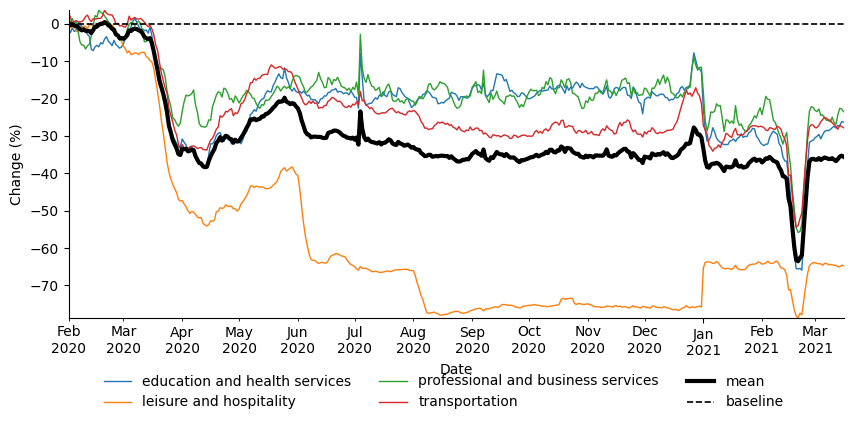 0
−10
−20
−30
−40
−50
−60
−70
Change (%)
Feb Mar Apr May Jun Jul Aug Sep Oct Nov Dec Jan Feb Mar
2020 2020 2020 2020 2020 2020 2020 2020 2020 2020 2020 2021 2021 2021
Date
education and health services professional and business services mean
leisure and hospitality transportation baseline